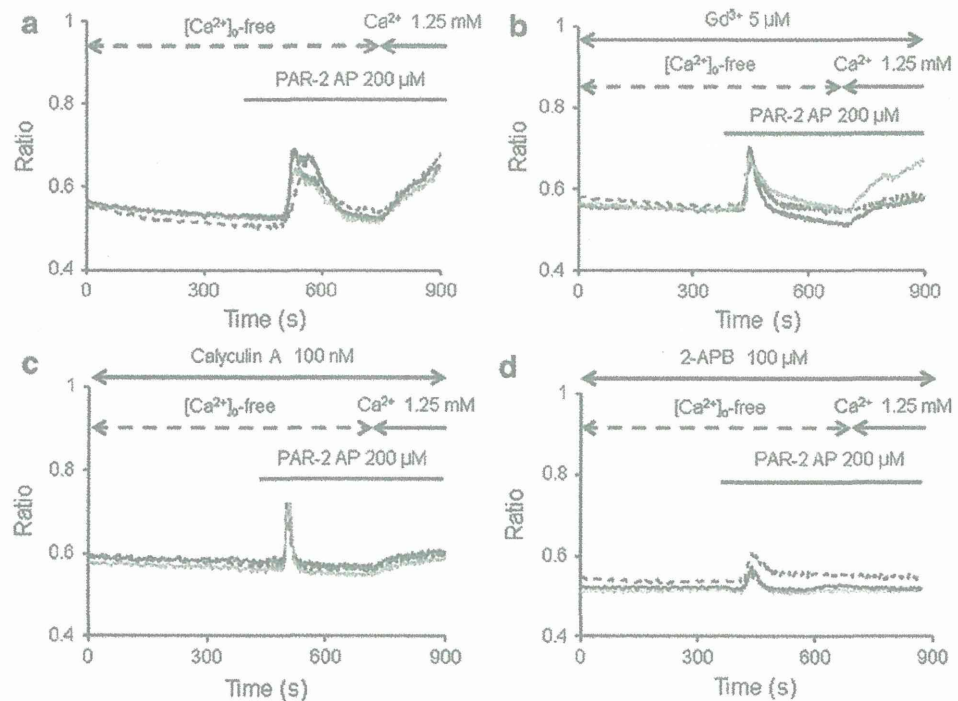 a
[Ca²⁺]₀-free
Ca²⁺ 1.25 mM
PAR-2 AP 200 µM
1
0.8
0.6
0.4
Ratio
0
300
600
900
Time (s)
b
Gd³⁺ 5 µM
[Ca²⁺]₀-free
Ca²⁺ 1.25 mM
PAR-2 AP 200 µM
1
0.8
0.6
0.4
Ratio
0
300
600
900
Time (s)
c
Calyculin A 100 nM
[Ca²⁺]₀-free
Ca²⁺ 1.25 mM
PAR-2 AP 200 µM
1
0.8
0.6
0.4
Ratio
0
300
600
900
Time (s)
d
2-APB 100 µM
[Ca²⁺]₀-free
Ca²⁺ 1.25 mM
PAR-2 AP 200 µM
1
0.8
0.6
0.4
Ratio
0
300
600
900
Time (s)